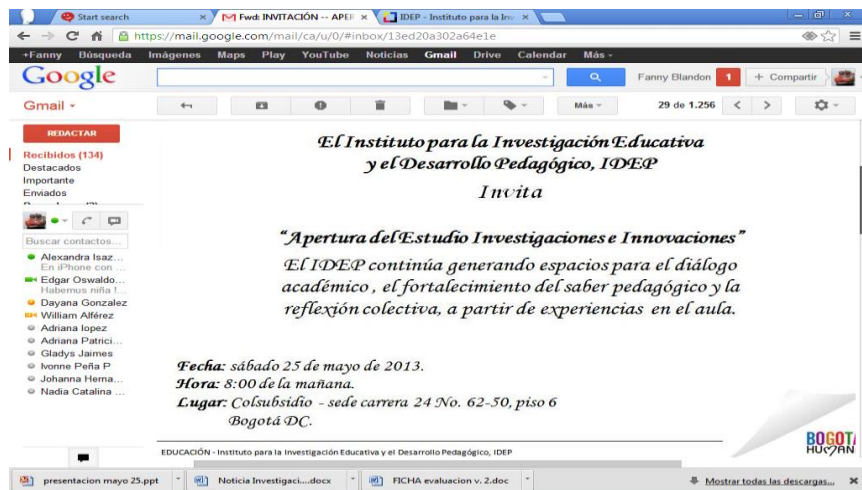 Start search
Fwd: INVITACIÓN -- APER
IDEP - Instituto para la Inv
https://mail.google.com/mail/ca/u/0/#inbox/13ed20a302a64e1e
+Fanny Búsqueda Imágenes Maps Play YouTube Noticias Gmail Drive Calendar Más
Google
Fanny Blandon 1 + Compartir
Gmail
Más
29 de 1.256
REDACTAR
Recibidos (134)
Destacados
Importante
Enviados
Buscar contactos...
Alexandra Isaz...
En iPhone con ...
Edgar Oswaldo...
Habemus niña !...
Dayana Gonzalez
William Alférez
Adriana lopez
Adriana Patrici...
Gladys Jaimes
Ivonne Peña P
Johanna Herna...
Nadia Catalina ...
El Instituto para la Investigación Educativa
y el Desarrollo Pedagógico, IDEP
Invita
“Apertura del Estudio Investigaciones e Innovaciones”
El IDEP continúa generando espacios para el diálogo
académico , el fortalecimiento del saber pedagógico y la
reflexión colectiva, a partir de experiencias en el aula.
Fecha: sábado 25 de mayo de 2013.
Hora: 8:00 de la mañana.
Lugar: Colsubsidio - sede carrera 24 No. 62-50, piso 6
Bogotá DC.
BOGOTÁ
HUMANA
EDUCACIÓN - Instituto para la Investigación Educativa y el Desarrollo Pedagógico, IDEP
presentacion mayo 25.ppt
Noticia Investigaci....docx
FICHA evaluacion v. 2.doc
Mostrar todas las descargas...